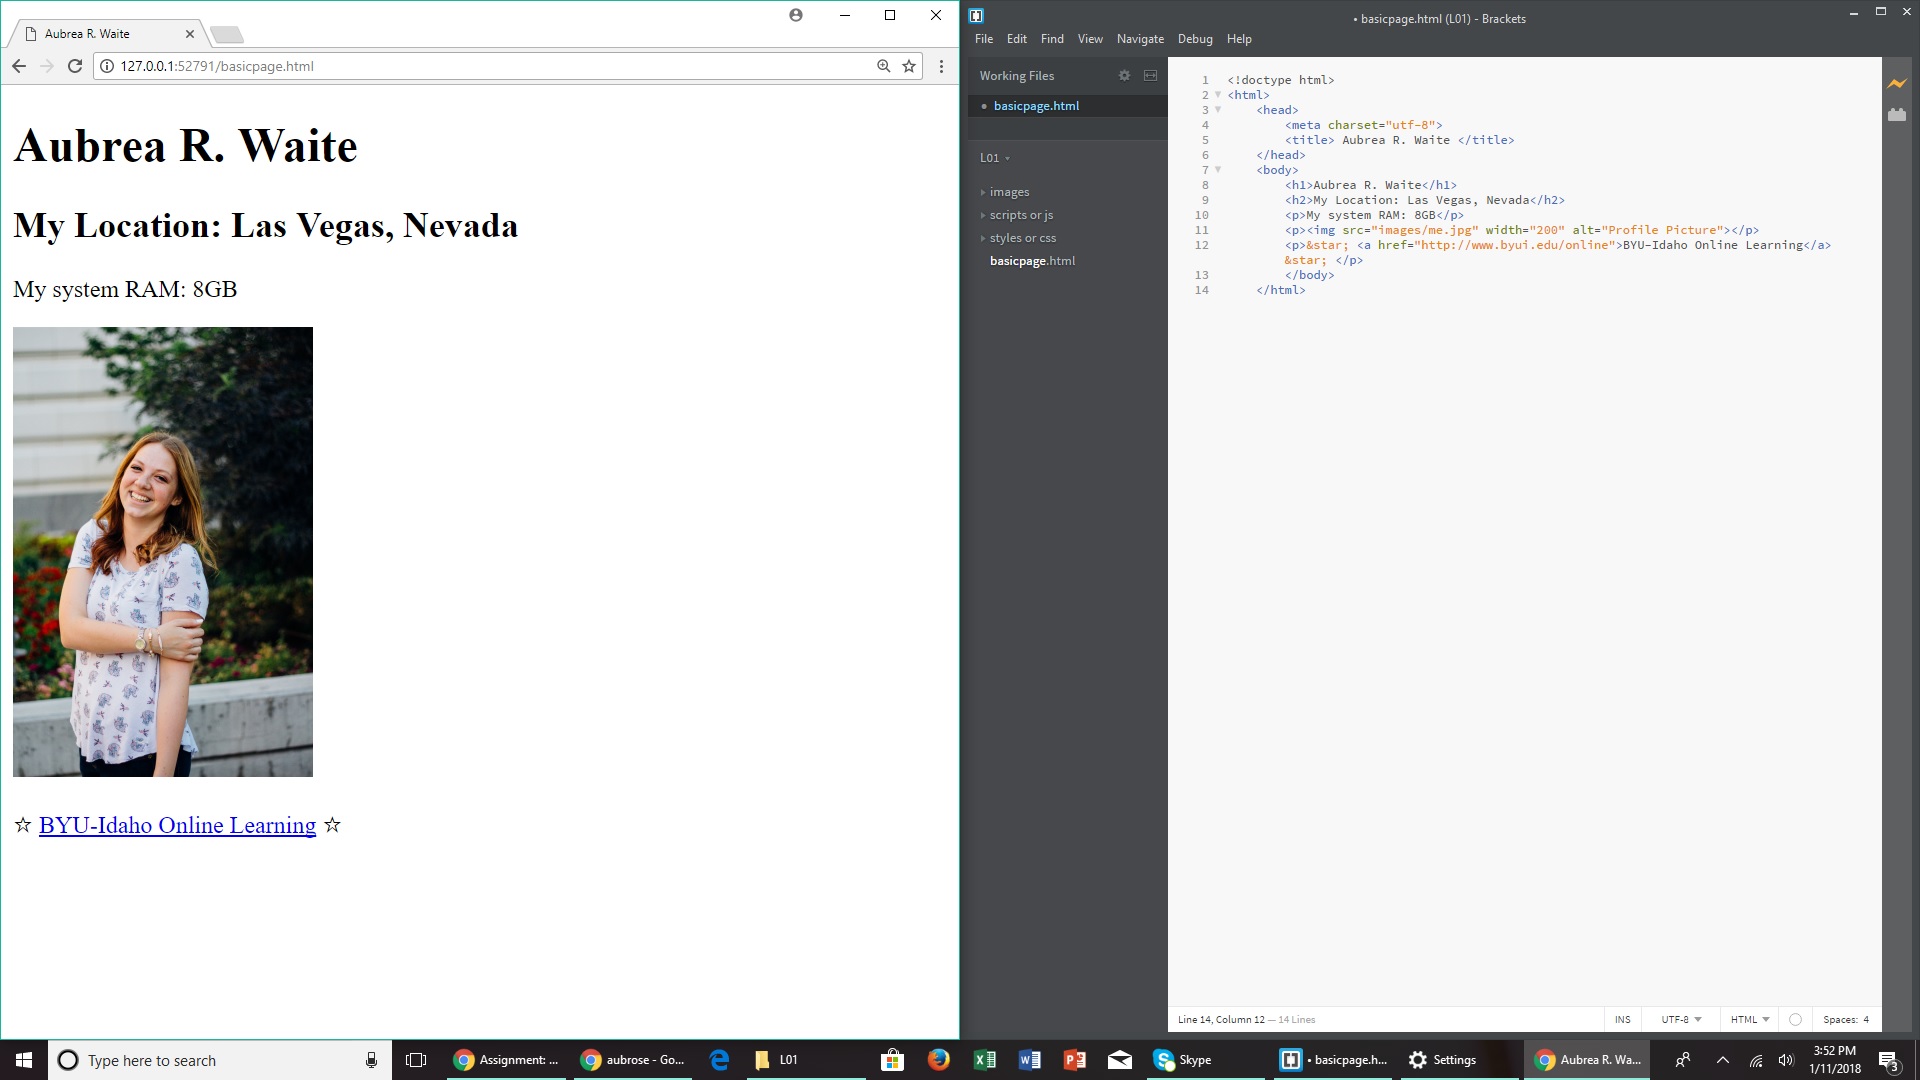 Aubrea R. Waite
127.0.0.1:52791/basicpage.html
Aubrea R. Waite
My Location: Las Vegas, Nevada
My system RAM: 8GB
☆ BYU-Idaho Online Learning ☆
• basicpage.html (L01) - Brackets
File Edit Find View Navigate Debug Help
Working Files
basicpage.html
L01
images
scripts or js
styles or css
basicpage.html
1 <!doctype html>
2 <html>
3 <head>
4 <meta charset="utf-8">
5 <title> Aubrea R. Waite </title>
6 </head>
7 <body>
8 <h1>Aubrea R. Waite</h1>
9 <h2>My Location: Las Vegas, Nevada</h2>
10 <p>My system RAM: 8GB</p>
11 <p><img src="images/me.jpg" width="200" alt="Profile Picture"></p>
12 <p>&star; <a href="http://www.byui.edu/online">BYU-Idaho Online Learning</a>
&star; </p>
13 </body>
14 </html>
Line 14, Column 12 — 14 Lines
INS UTF-8 HTML Spaces: 4
Type here to search
Assignment: ...
aubrose - Go...
L01
Skype
• basicpage.h...
Settings
Aubrea R. Wa...
3:52 PM
1/11/2018
3